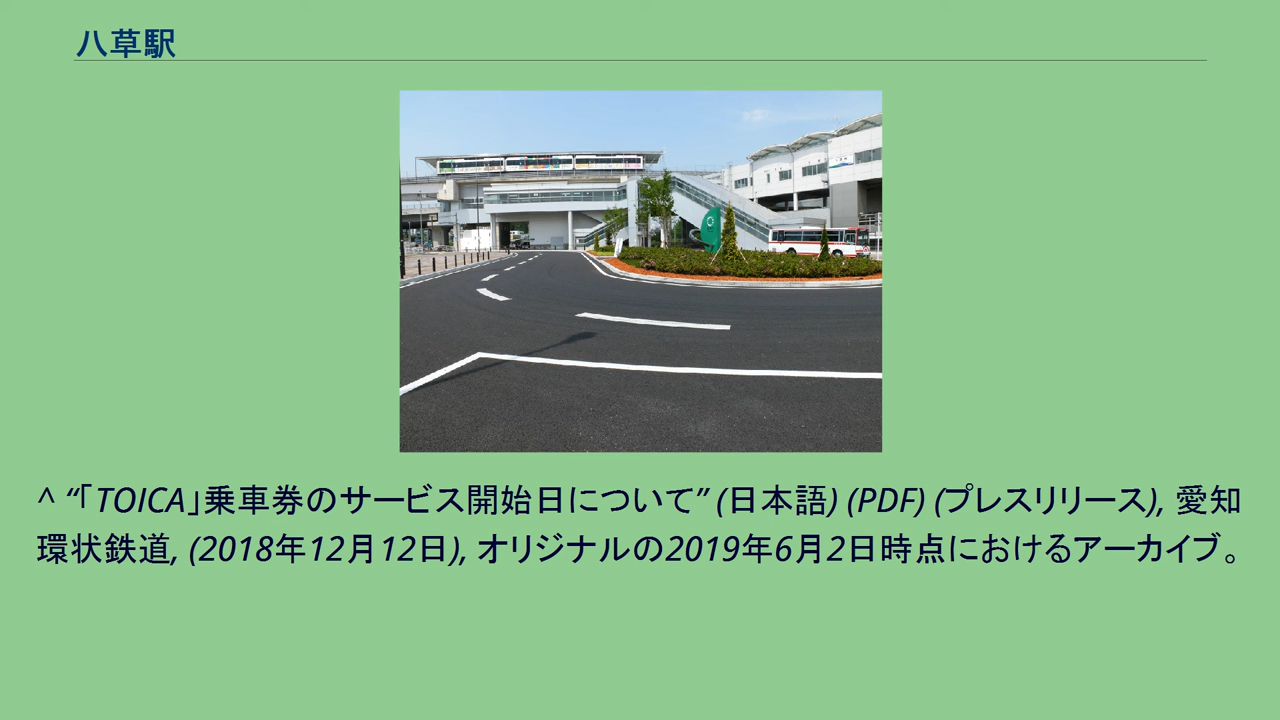 八草駅
^ “「TOICA」乗車券のサービス開始日について” (日本語) (PDF) (プレスリリース), 愛知
環状鉄道, (2018年12月12日), オリジナルの2019年6月2日時点におけるアーカイブ。